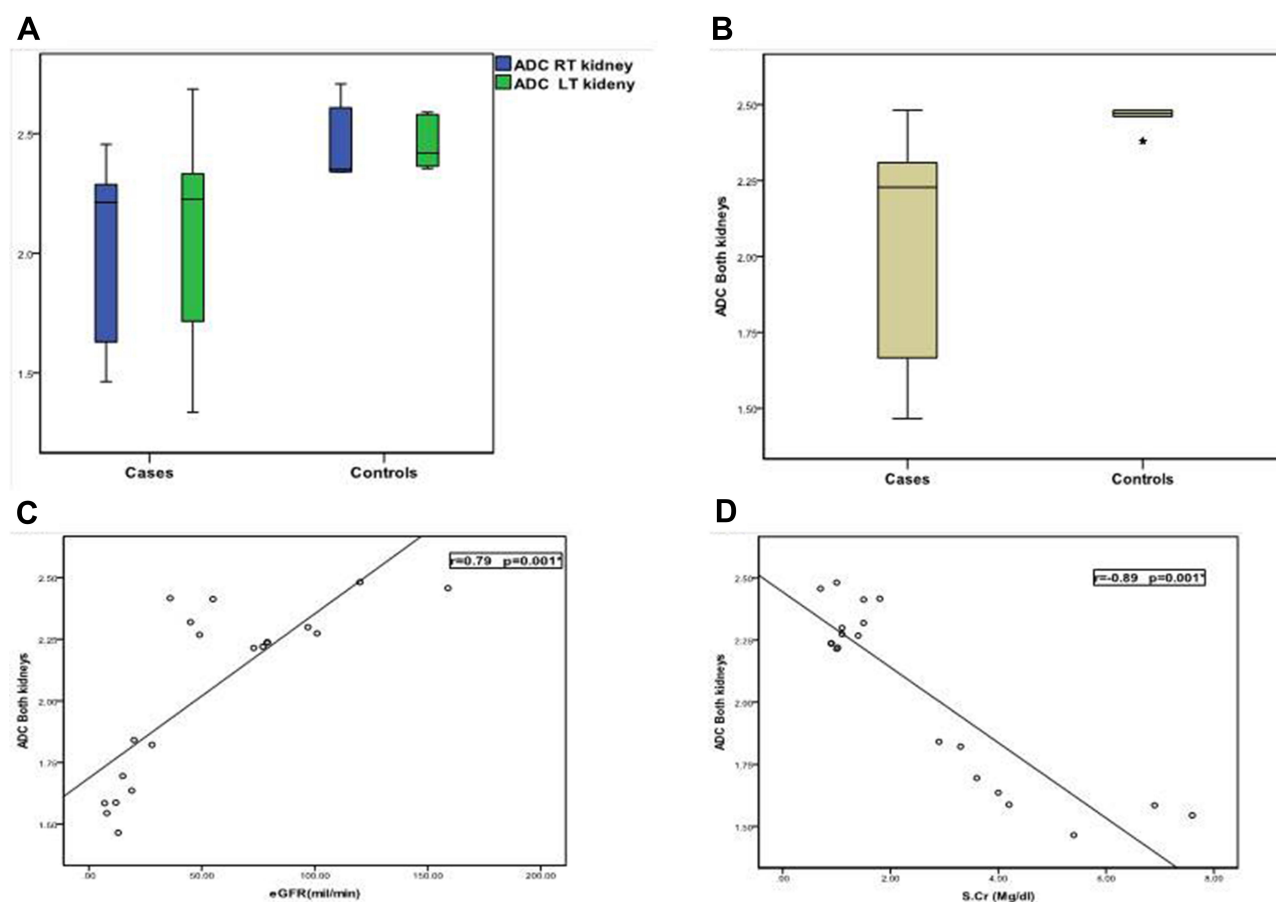 A
ADC RT kidney
ADC LT kideny
2.5
2.0
1.5
Cases
Controls
B
ADC Both kidneys
2.50
2.25
2.00
1.75
1.50
Cases
Controls
C
r=0.79 p=0.001*
ADC Both kidneys
2.50
2.25
2.00
1.75
1.50
.00
50.00
100.00
150.00
200.00
eGFR(mil/min)
D
r=-0.89 p=0.001*
ADC Both kidneys
2.50
2.25
2.00
1.75
1.50
.00
2.00
4.00
6.00
8.00
S.Cr (Mg/dl)